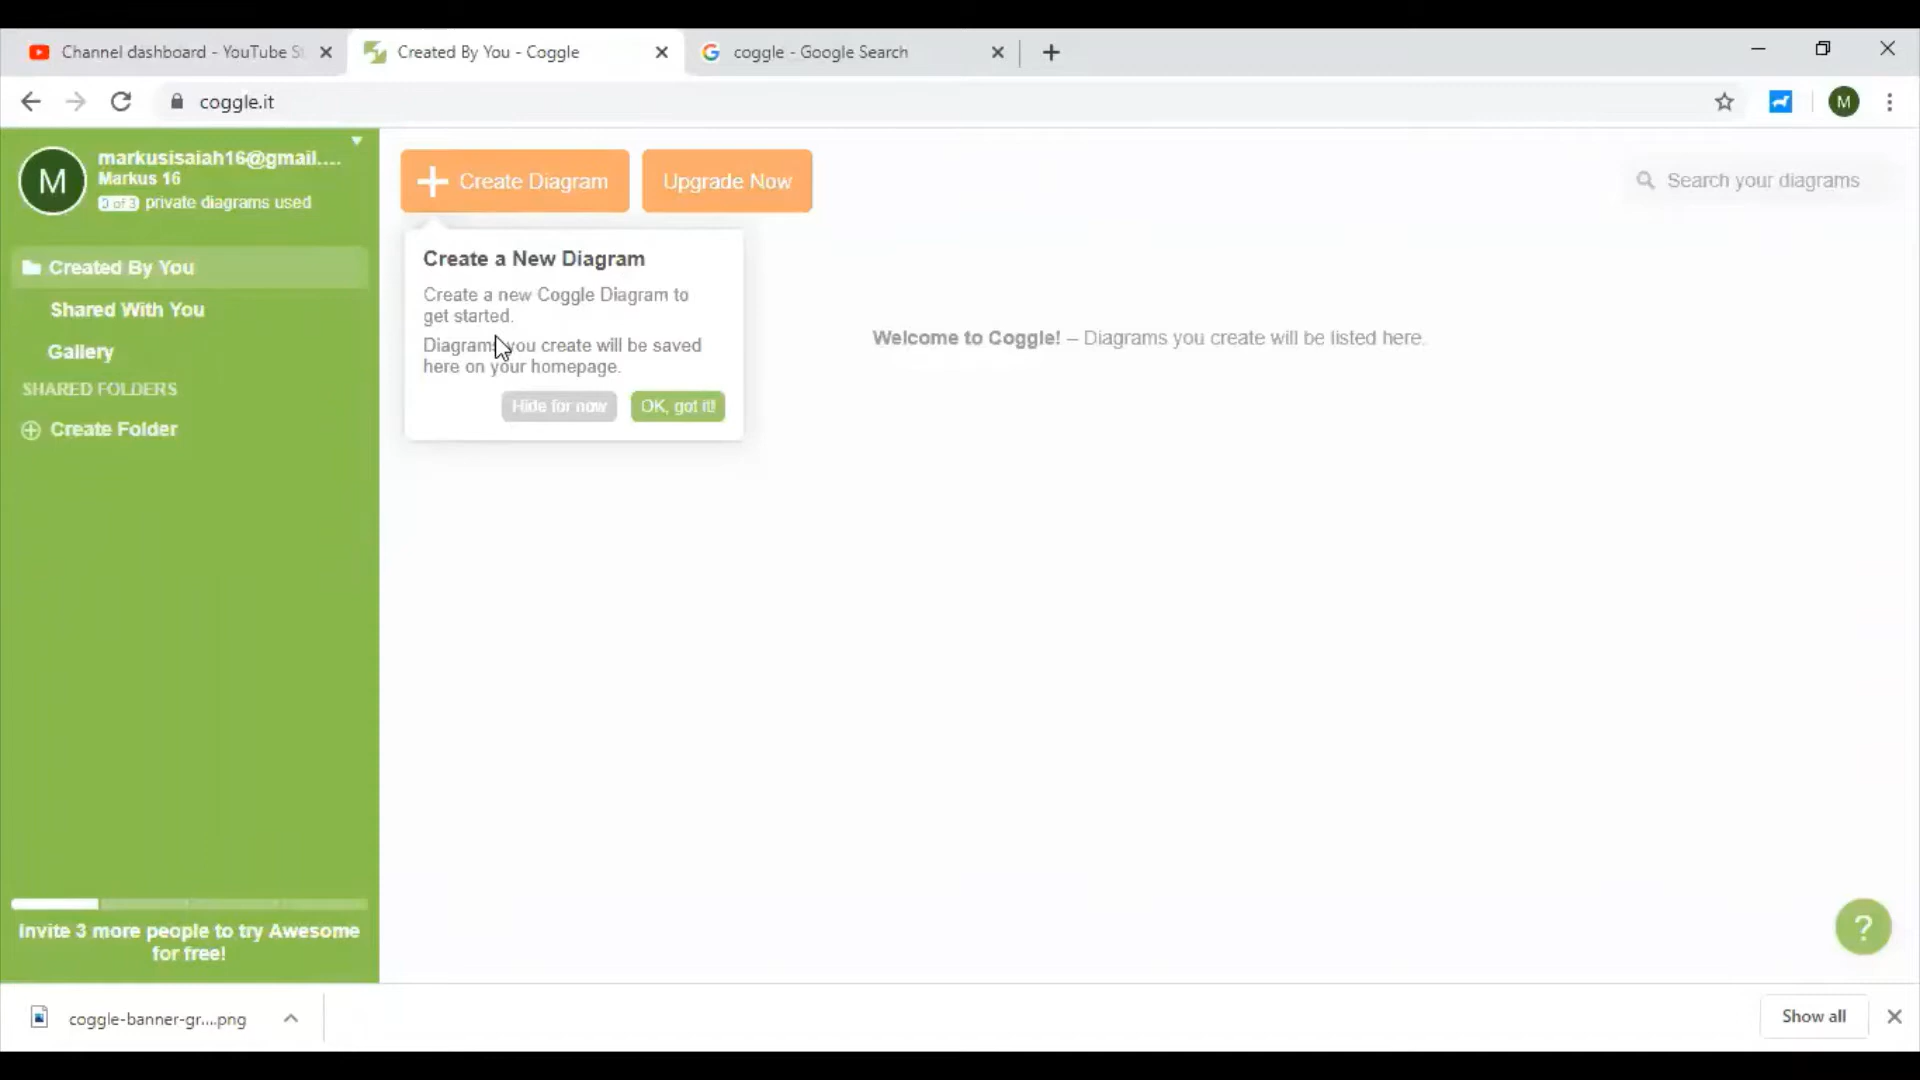 Channel dashboard - YouTube St
Created By You - Coggle
coggle - Google Search
coggle.it
M
M
markusisaiah16@gmail....
Markus 16
0 of 3 private diagrams used
Create Diagram
Upgrade Now
Search your diagrams
Created By You
Shared With You
Gallery
SHARED FOLDERS
Create Folder
Create a New Diagram
Create a new Coggle Diagram to
get started.
Diagrams you create will be saved
here on your homepage.
Hide for now
OK, got it!
Welcome to Coggle! – Diagrams you create will be listed here.
Invite 3 more people to try Awesome
for free!
?
coggle-banner-gr....png
Show all